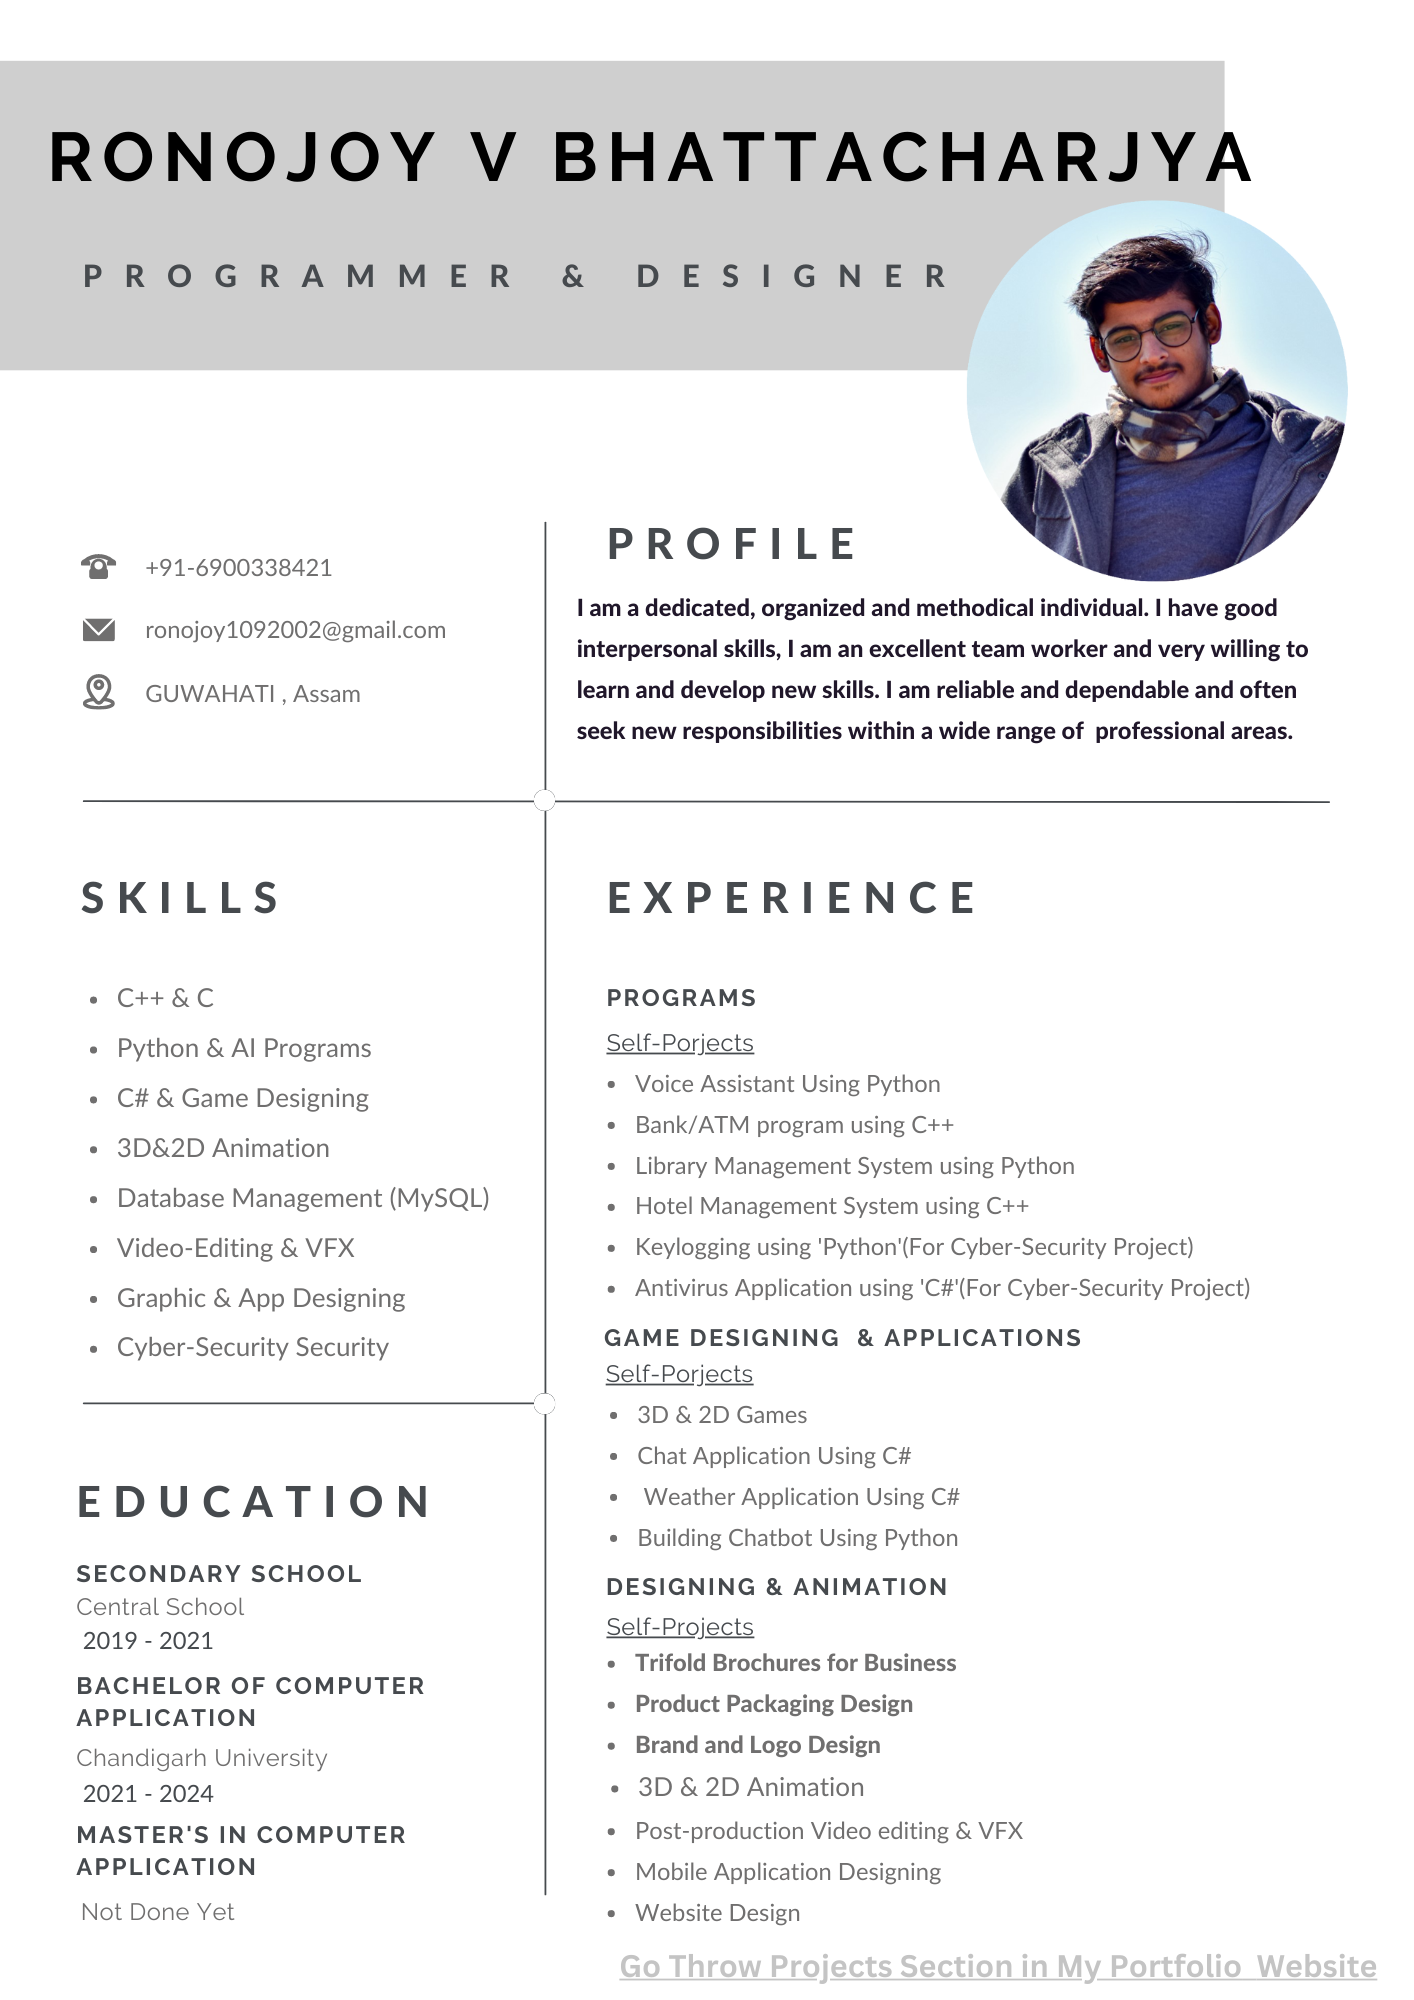 RONOJOY V BHATTACHARJYA
PROGRAMMER & DESIGNER
+91-6900338421
ronojoy1092002@gmail.com
GUWAHATI , Assam
PROFILE
I am a dedicated, organized and methodical individual. I have good
interpersonal skills, I am an excellent team worker and very willing to
learn and develop new skills. I am reliable and dependable and often
seek new responsibilities within a wide range of  professional areas.
SKILLS
• C++ & C
• Python & AI Programs
• C# & Game Designing
• 3D&2D Animation
• Database Management (MySQL)
• Video-Editing & VFX
• Graphic & App Designing
• Cyber-Security Security
EDUCATION
SECONDARY SCHOOL
Central School
2019 - 2021
BACHELOR OF COMPUTER
APPLICATION
Chandigarh University
2021 - 2024
MASTER'S IN COMPUTER
APPLICATION
Not Done Yet
EXPERIENCE
PROGRAMS
Self-Porjects
• Voice Assistant Using Python
• Bank/ATM program using C++
• Library Management System using Python
• Hotel Management System using C++
• Keylogging using 'Python'(For Cyber-Security Project)
• Antivirus Application using 'C#'(For Cyber-Security Project)
GAME DESIGNING  & APPLICATIONS
Self-Porjects
• 3D & 2D Games
• Chat Application Using C#
• Weather Application Using C#
• Building Chatbot Using Python
DESIGNING & ANIMATION
Self-Projects
• Trifold Brochures for Business
• Product Packaging Design
• Brand and Logo Design
• 3D & 2D Animation
• Post-production Video editing & VFX
• Mobile Application Designing
• Website Design
Go Throw Projects Section in My Portfolio  Website